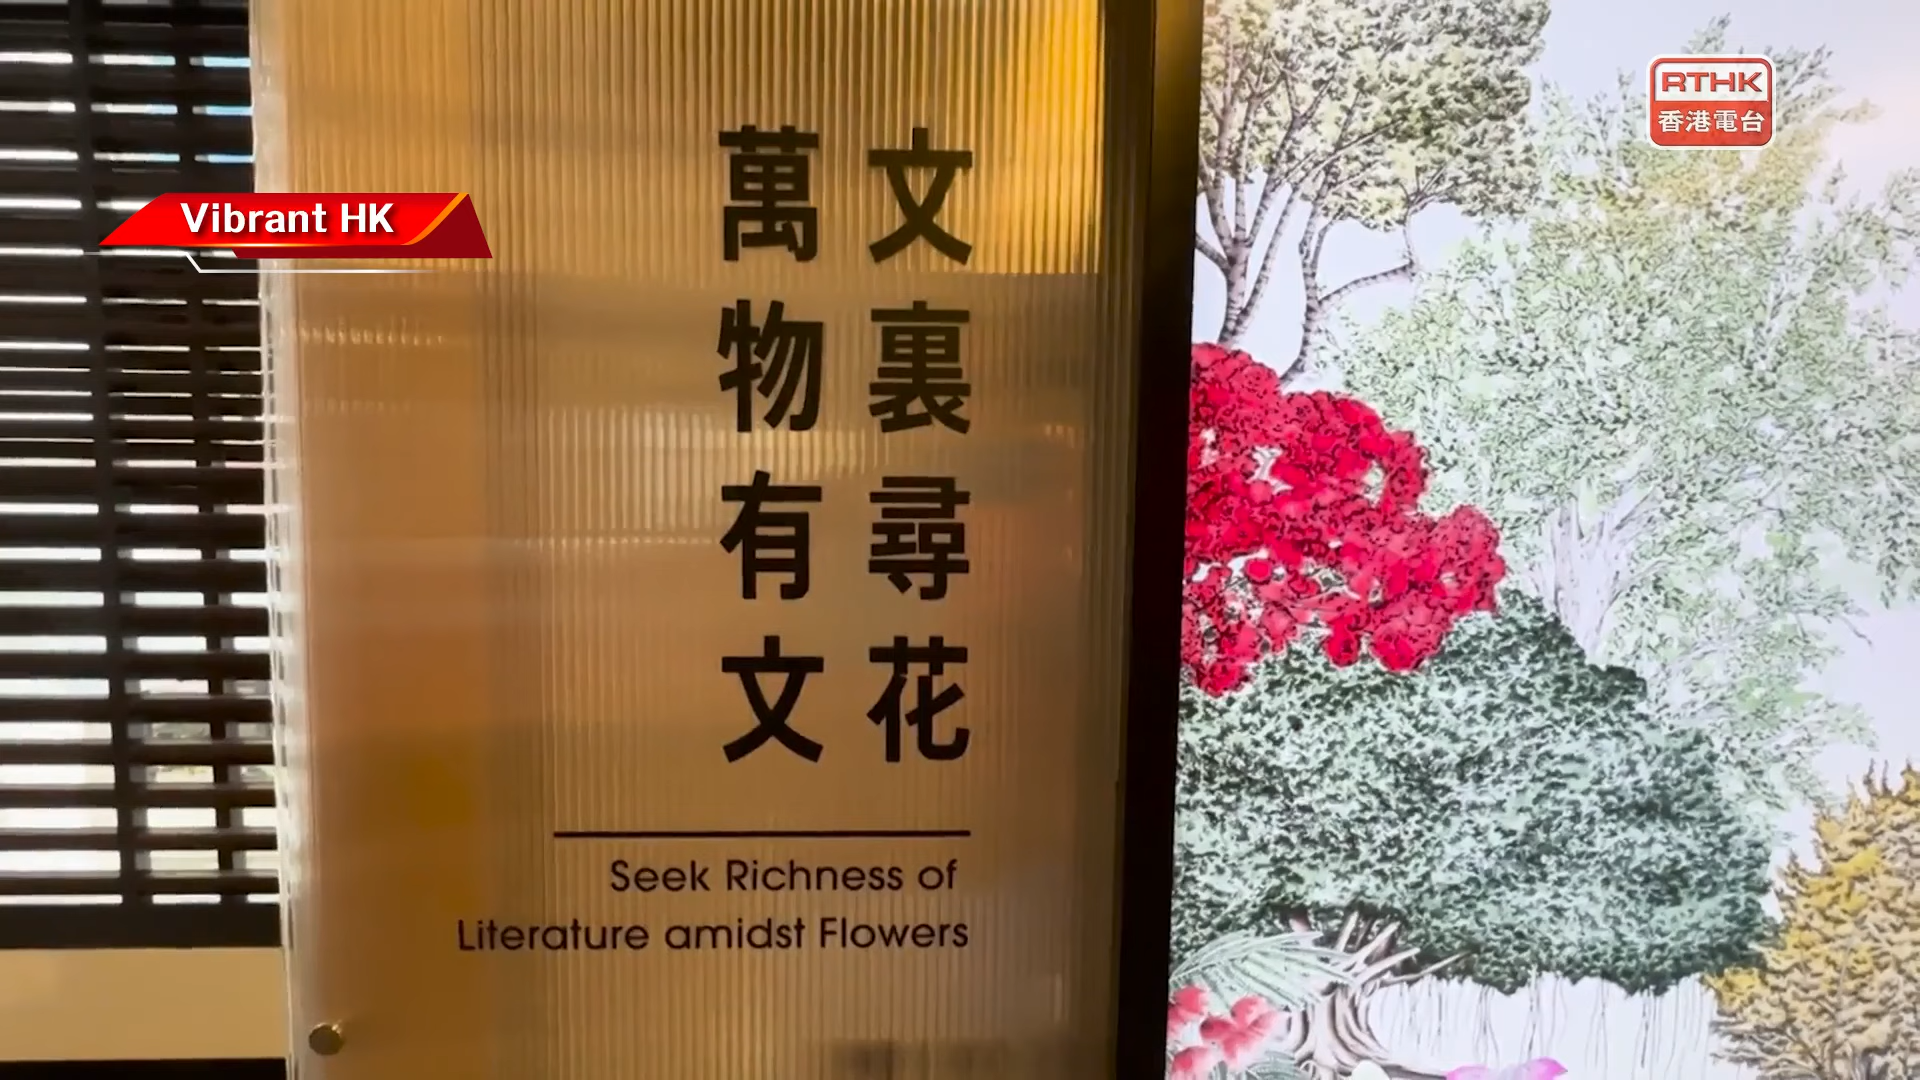 RTHK
香港電台
Vibrant HK
文裏尋花
萬物有文
Seek Richness of
Literature amidst Flowers